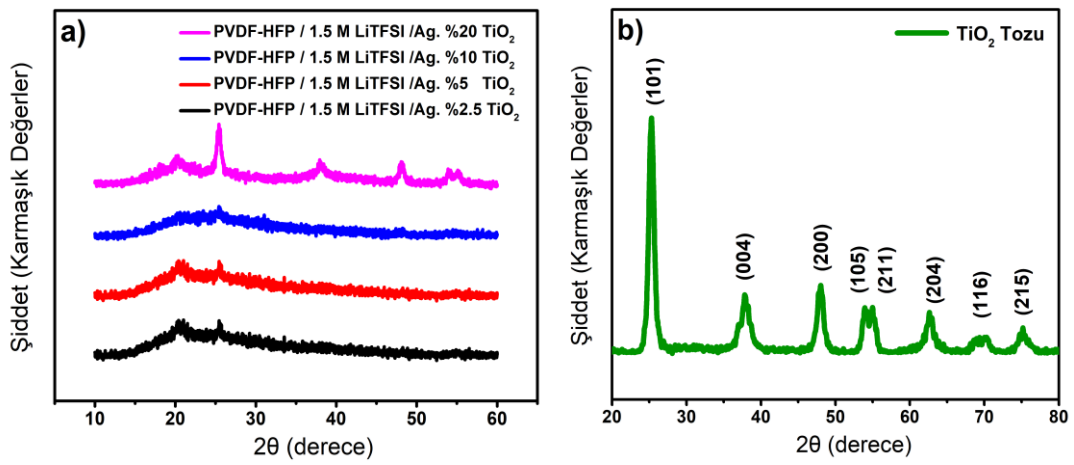 a)
PVDF-HFP / 1.5 M LiTFSI /Ag. %20 TiO₂
PVDF-HFP / 1.5 M LiTFSI /Ag. %10 TiO₂
PVDF-HFP / 1.5 M LiTFSI /Ag. %5 TiO₂
PVDF-HFP / 1.5 M LiTFSI /Ag. %2.5 TiO₂
Şiddet (Karmaşık Değerler)
10 20 30 40 50 60
2θ (derece)
b)
TiO₂ Tozu
(101)
(004)
(200)
(105)
(211)
(204)
(116)
(215)
Şiddet (Karmaşık Değerler)
20 30 40 50 60 70 80
2θ (derece)